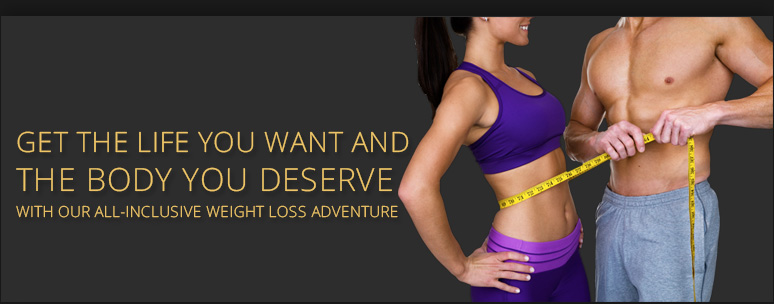 GET THE LIFE YOU WANT AND
THE BODY YOU DESERVE
WITH OUR ALL-INCLUSIVE WEIGHT LOSS ADVENTURE